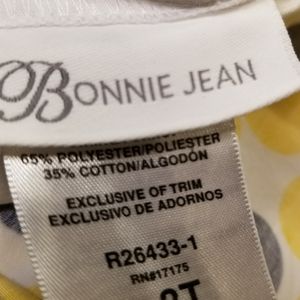 BONNIE JEAN
65% POLYESTER/POLIESTER
35% COTTON/ALGODÓN
EXCLUSIVE OF TRIM
EXCLUSIVO DE ADORNOS
R26433-1
RN#17175